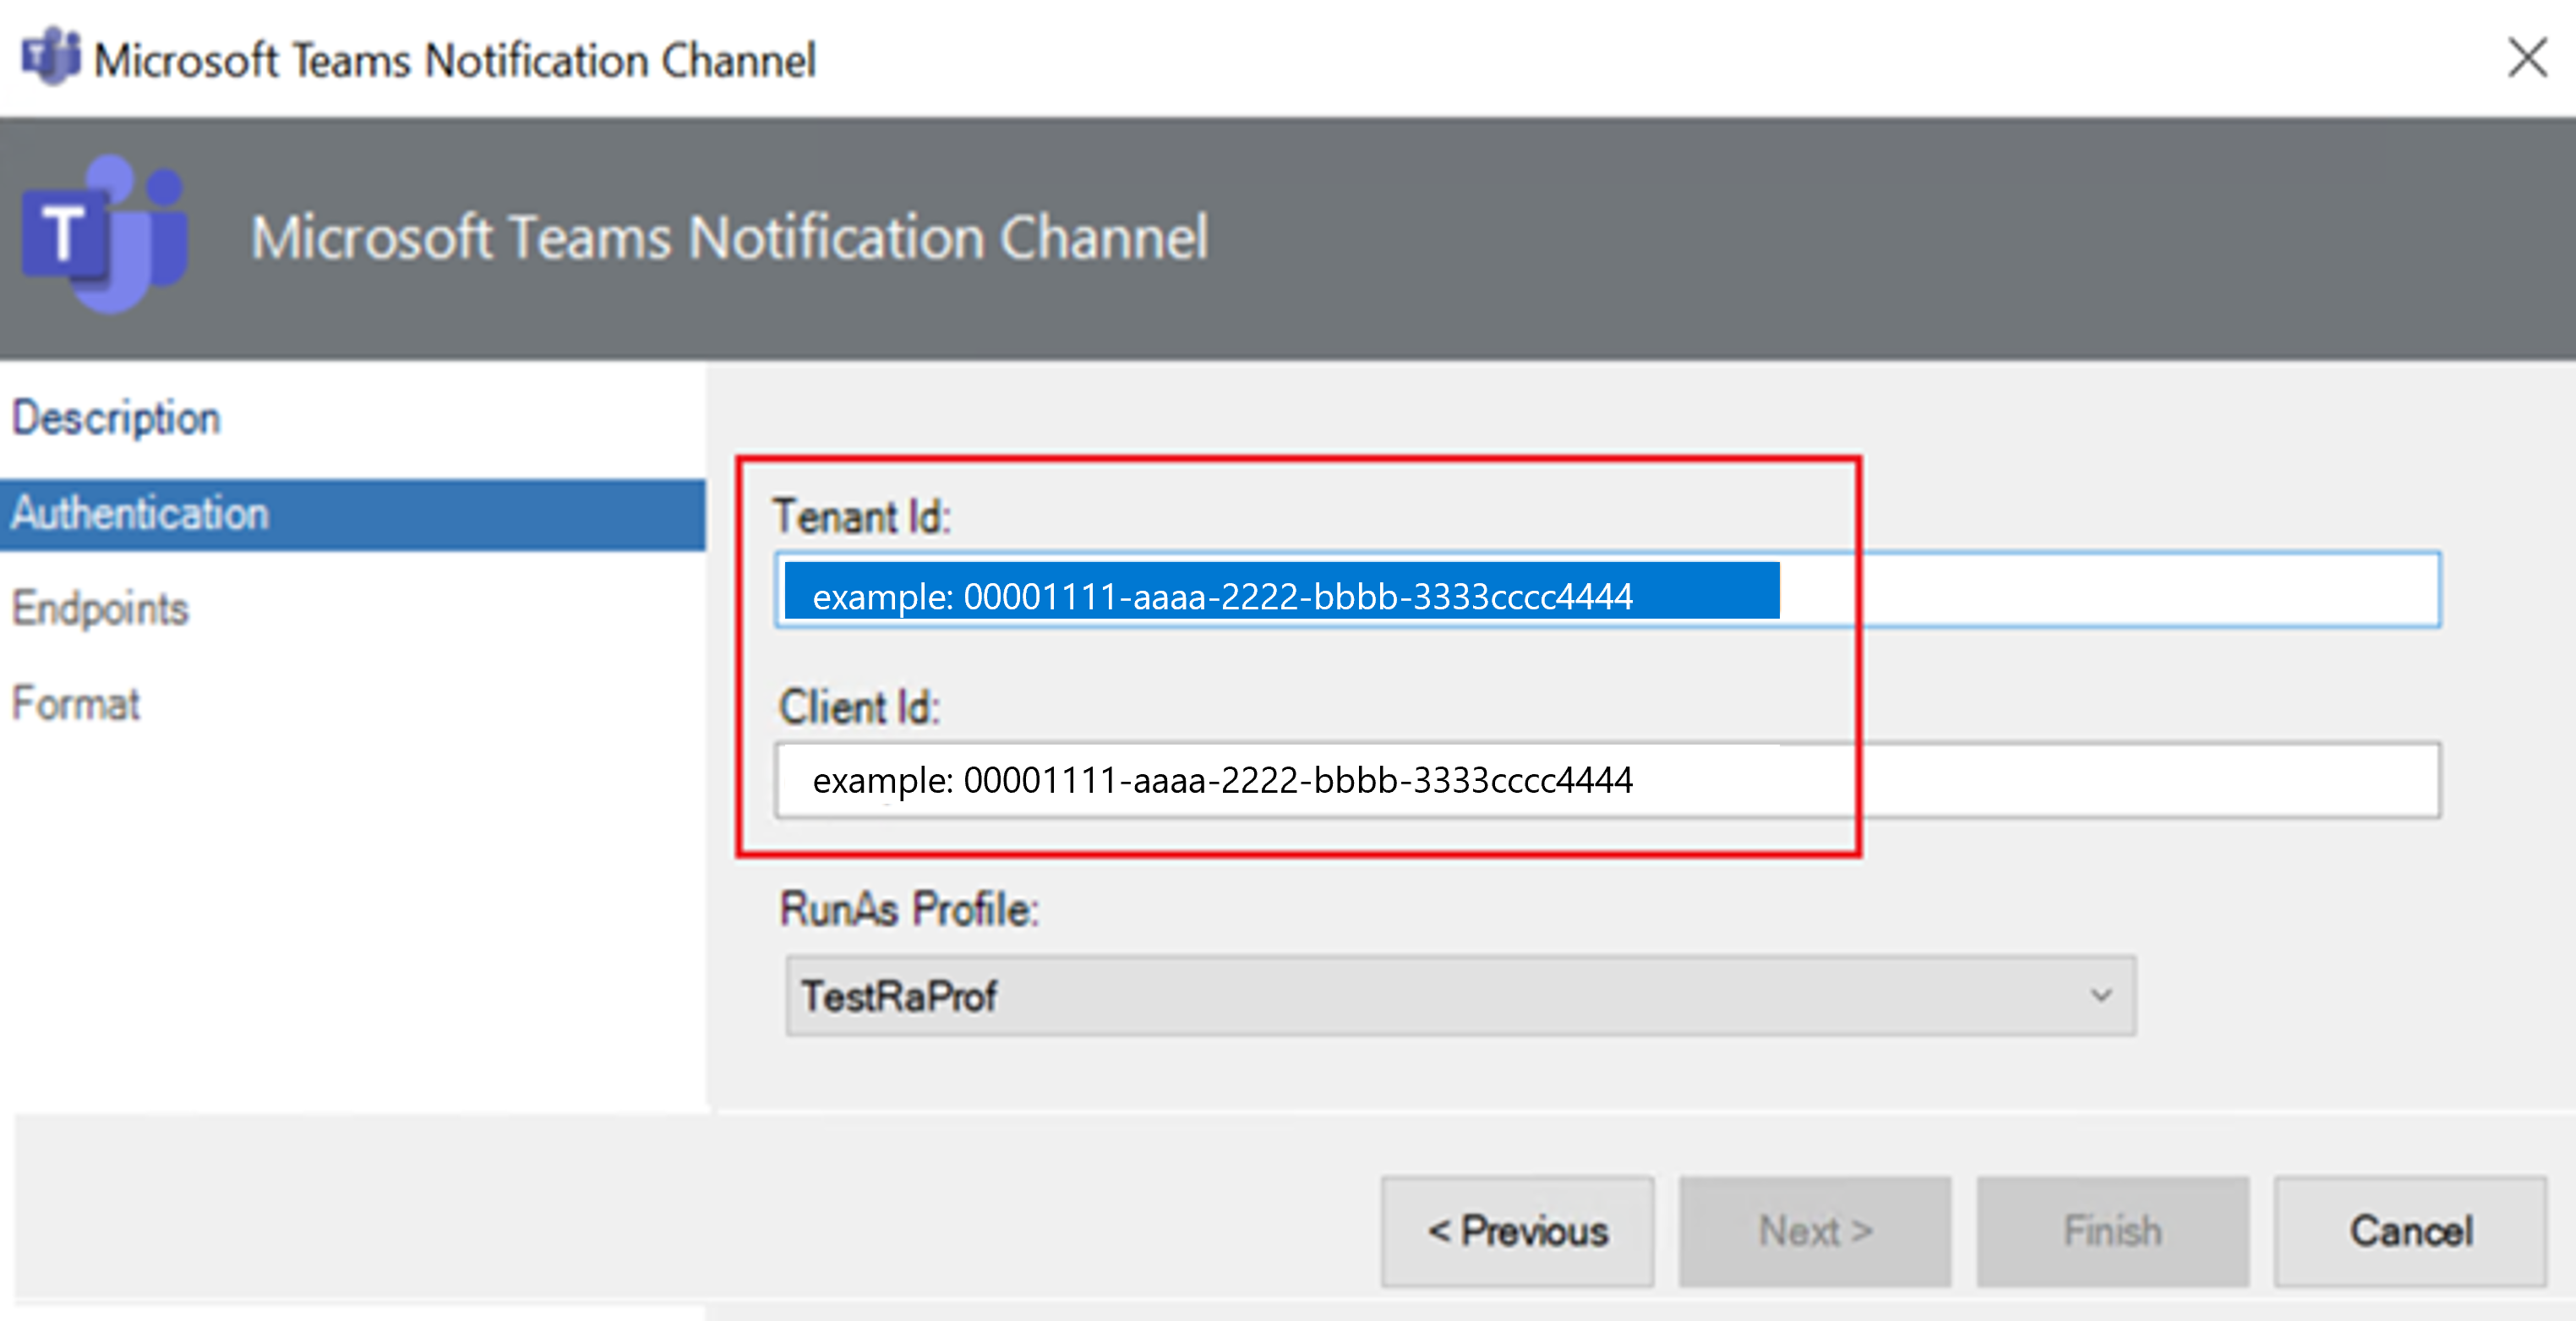 Microsoft Teams Notification Channel
T
Microsoft Teams Notification Channel
Description
Authentication
Endpoints
Format
Tenant Id:
example: 00001111-aaaa-2222-bbbb-3333cccc4444
Client Id:
example: 00001111-aaaa-2222-bbbb-3333cccc4444
RunAs Profile:
TestRaProf
< Previous
Next >
Finish
Cancel